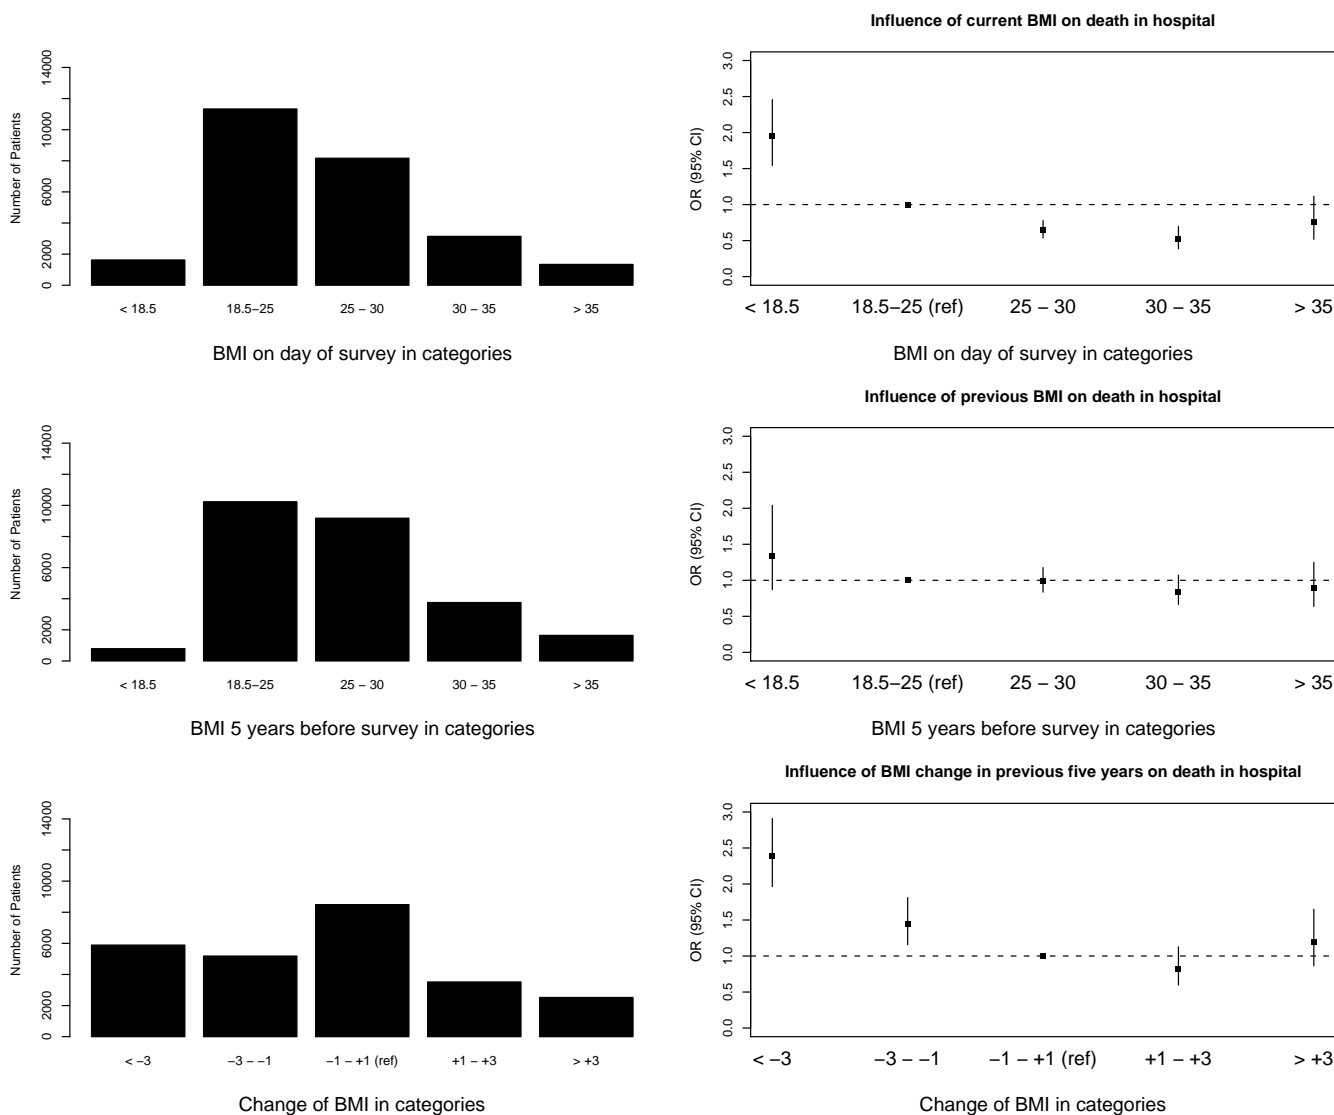 Number of Patients
14000
10000
6000
2000
0
< 18.5
18.5−25
25 − 30
30 − 35
> 35
BMI on day of survey in categories
Influence of current BMI on death in hospital
OR (95% CI)
3.0
2.5
2.0
1.5
1.0
0.5
0.0
< 18.5
18.5−25 (ref)
25 − 30
30 − 35
> 35
BMI on day of survey in categories
Number of Patients
14000
10000
6000
2000
0
< 18.5
18.5−25
25 − 30
30 − 35
> 35
BMI 5 years before survey in categories
Influence of previous BMI on death in hospital
OR (95% CI)
3.0
2.5
2.0
1.5
1.0
0.5
0.0
< 18.5
18.5−25 (ref)
25 − 30
30 − 35
> 35
BMI 5 years before survey in categories
Number of Patients
14000
10000
6000
2000
0
< −3
−3 − −1
−1 − +1 (ref)
+1 − +3
> +3
Change of BMI in categories
Influence of BMI change in previous five years on death in hospital
OR (95% CI)
3.0
2.5
2.0
1.5
1.0
0.5
0.0
< −3
−3 − −1
−1 − +1 (ref)
+1 − +3
> +3
Change of BMI in categories